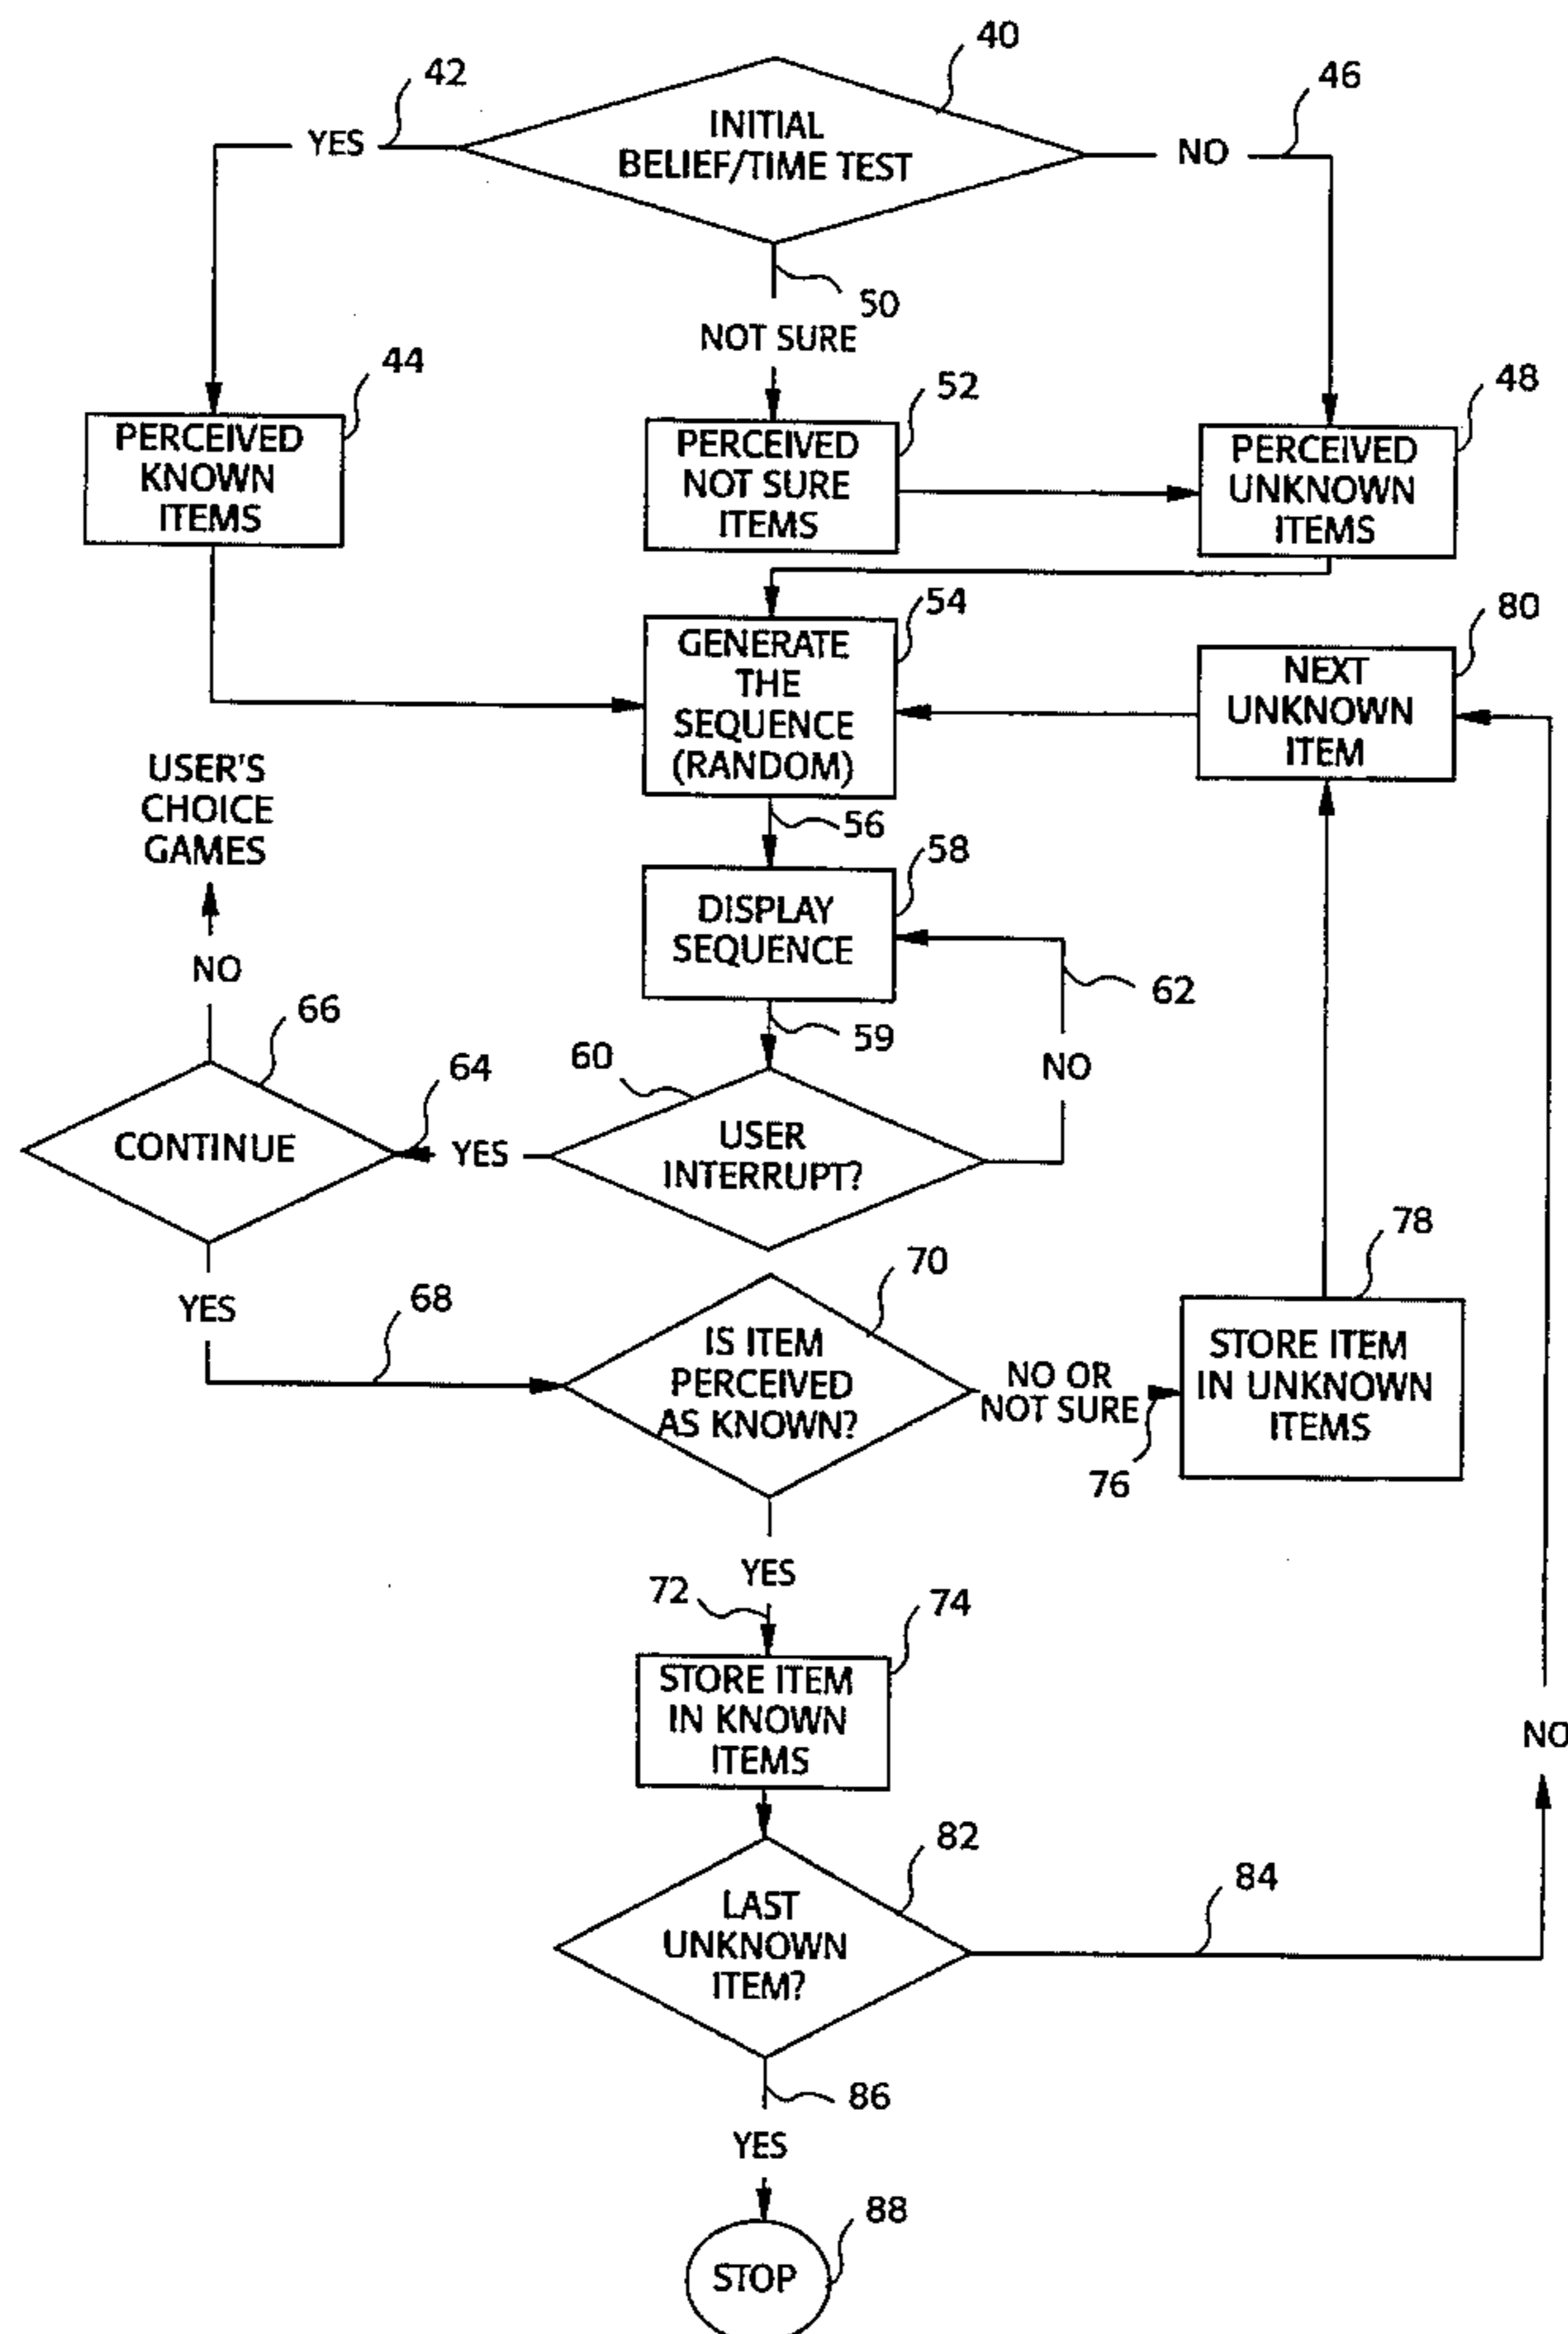 40
42
46
YES
INITIAL
BELIEF/TIME TEST
NO
50
NOT SURE
44
52
48
PERCEIVED
KNOWN
ITEMS
PERCEIVED
NOT SURE
ITEMS
PERCEIVED
UNKNOWN
ITEMS
54
80
GENERATE
THE
SEQUENCE
(RANDOM)
NEXT
UNKNOWN
ITEM
USER'S
CHOICE
GAMES
56
58
DISPLAY
SEQUENCE
NO
62
66
59
60
64
NO
CONTINUE
YES
USER
INTERRUPT?
78
70
YES
68
IS ITEM
PERCEIVED
AS KNOWN?
NO OR
NOT SURE
76
STORE ITEM
IN UNKNOWN
ITEMS
YES
72
74
STORE ITEM
IN KNOWN
ITEMS
NO
82
84
LAST
UNKNOWN
ITEM?
86
YES
88
STOP